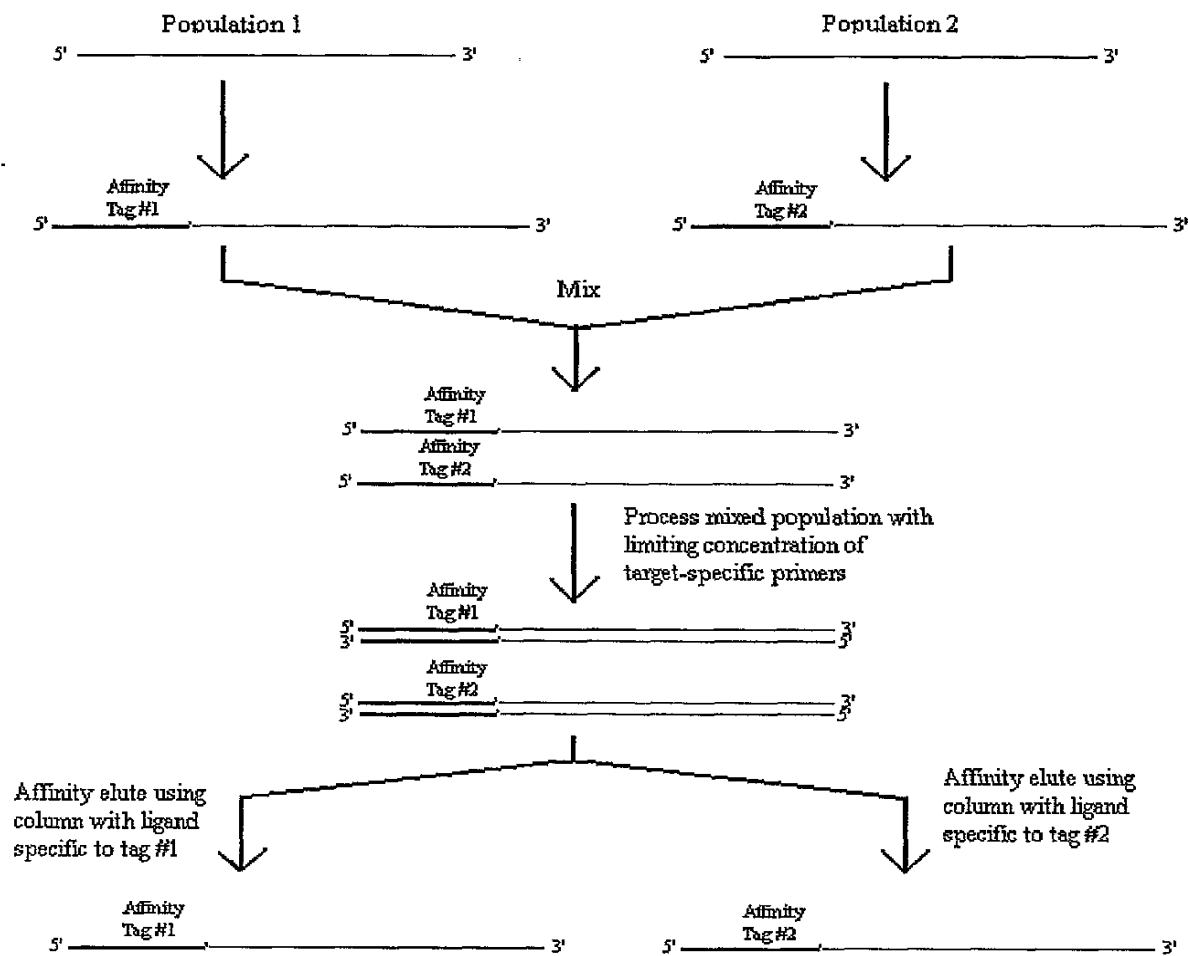 Population 1
Population 2
5' 3'
5' 3'
Affinity
Tag #1
5' 3'
Affinity
Tag #2
5' 3'
Mix
Affinity
Tag #1
5' 3'
Affinity
Tag #2
5' 3'
Process mixed population with
limiting concentration of
target-specific primers
Affinity
Tag #1
5' 3'
3' 5'
Affinity
Tag #2
5' 3'
3' 5'
Affinity elute using
column with ligand
specific to tag #1
Affinity elute using
column with ligand
specific to tag #2
Affinity
Tag #1
5' 3'
Affinity
Tag #2
5' 3'